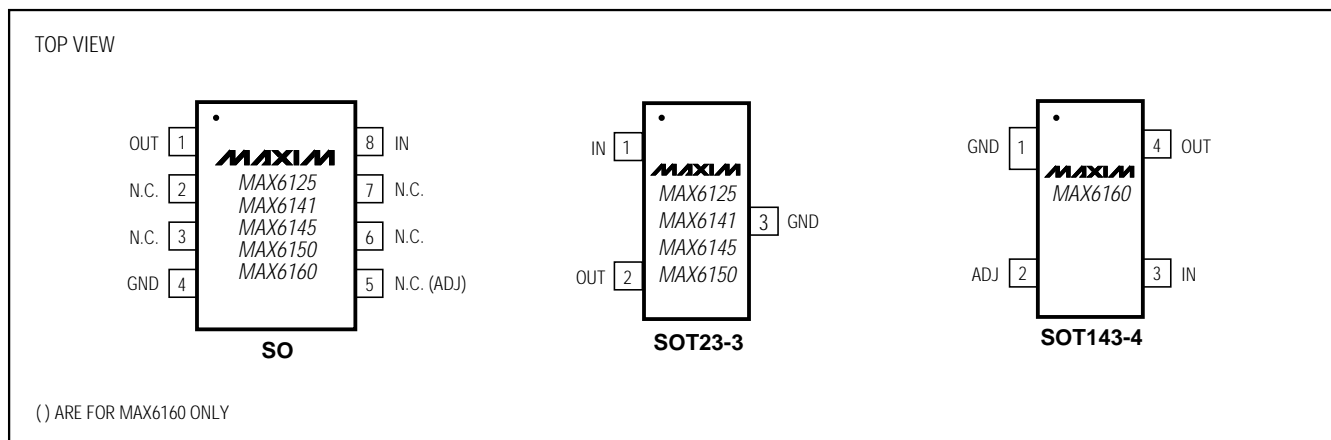 TOP VIEW
OUT 1
N.C. 2
N.C. 3
GND 4
MAXIM
MAX6125
MAX6141
MAX6145
MAX6150
MAX6160
8 IN
7 N.C.
6 N.C.
5 N.C. (ADJ)
SO
IN 1
OUT 2
MAXIM
MAX6125
MAX6141
MAX6145
MAX6150
3 GND
SOT23-3
GND 1
ADJ 2
MAXIM
MAX6160
4 OUT
3 IN
SOT143-4
( ) ARE FOR MAX6160 ONLY